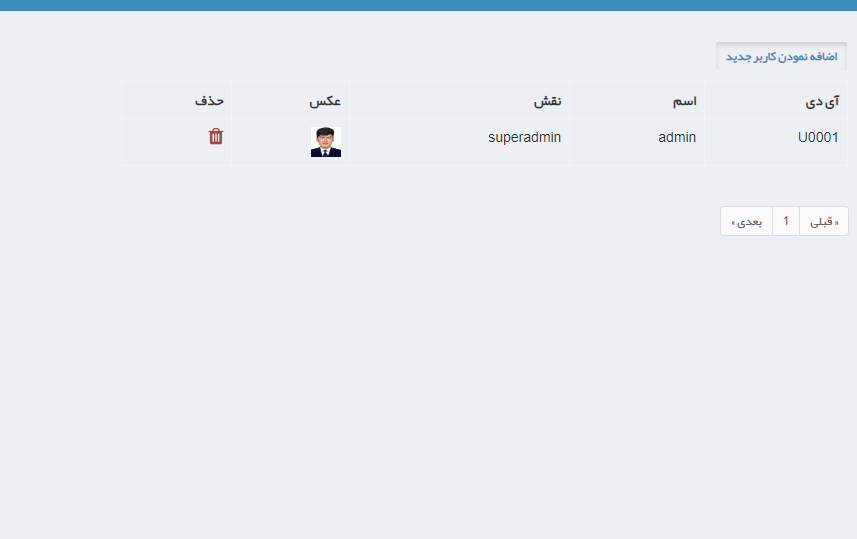 اضافه نمودن کاربر جدید
آی دی اسم نقش عکس حذف
U0001 admin superadmin
« قبلی 1 بعدی »